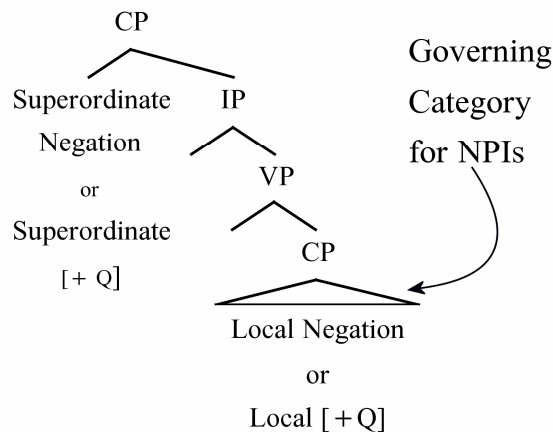 CP
Superordinate
Negation
or
Superordinate
[+ Q]
IP
VP
CP
Local Negation
or
Local [+Q]
Governing
Category
for NPIs